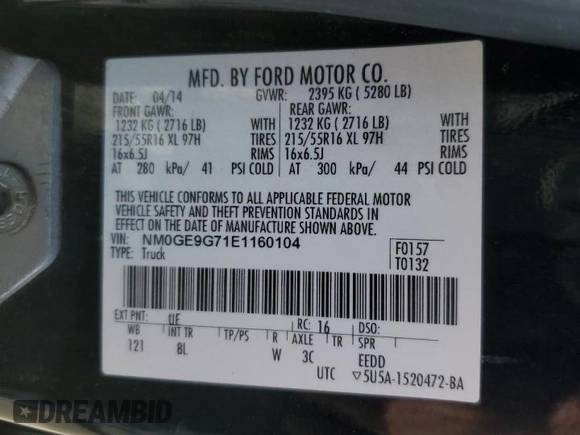 MFD. BY FORD MOTOR CO.
DATE: 04/14 GVWR: 2395 KG ( 5280 LB)
FRONT GAWR: REAR GAWR:
1232 KG ( 2716 LB) WITH 1232 KG ( 2716 LB) WITH
215/55R16 XL 97H TIRES 215/55R16 XL 97H TIRES
16x6.5J RIMS 16x6.5J RIMS
AT 280 kPa/ 41 PSI COLD AT 300 kPa/ 44 PSI COLD
THIS VEHICLE CONFORMS TO ALL APPLICABLE FEDERAL MOTOR
VEHICLE SAFETY AND THEFT PREVENTION STANDARDS IN
EFFECT ON THE DATE OF MANUFACTURE SHOWN ABOVE.
VIN: NM0GE9G71E1160104 F0157
TYPE: Truck T0132
EXT PNT: UE RC: 16 DSO:
WB INT TR TP/PS R AXLE TR SPR
121 8L W 3C EEDD
UTC ▽5U5A-1520472-BA
DREAMBID